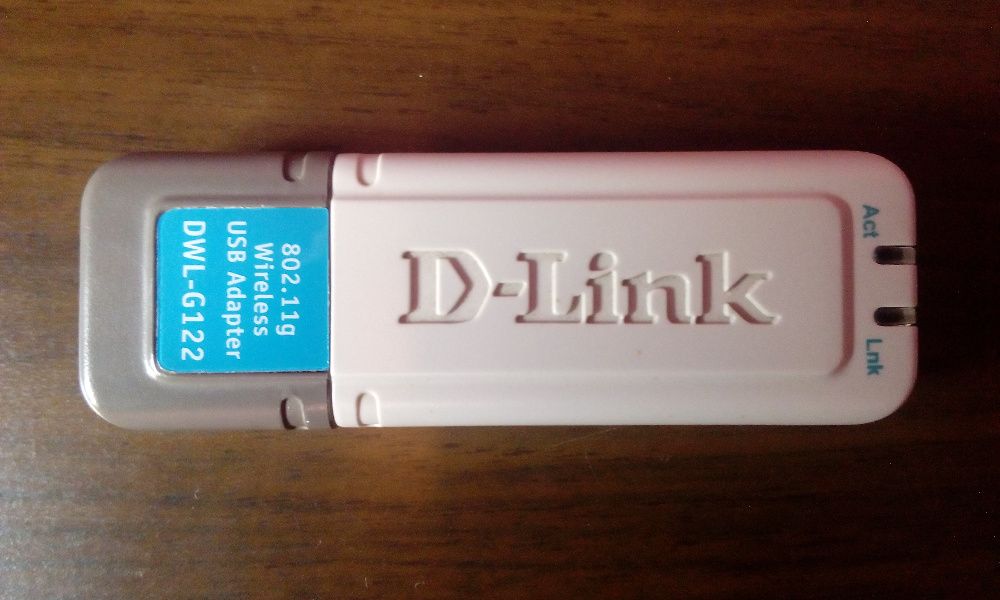 802.11g
Wireless
USB Adapter
DWL-G122
D-Link
Act
Lnk